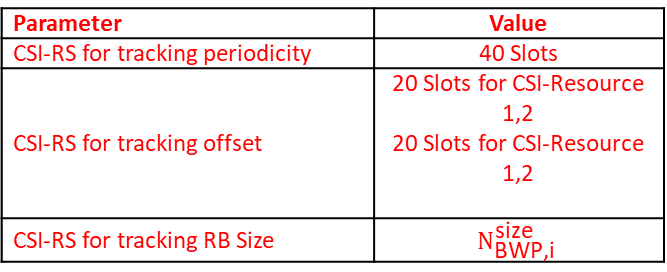 Parameter Value
CSI-RS for tracking periodicity 40 Slots
CSI-RS for tracking offset 20 Slots for CSI-Resource
1,2
20 Slots for CSI-Resource
1,2
CSI-RS for tracking RB Size N^size_BWP,i